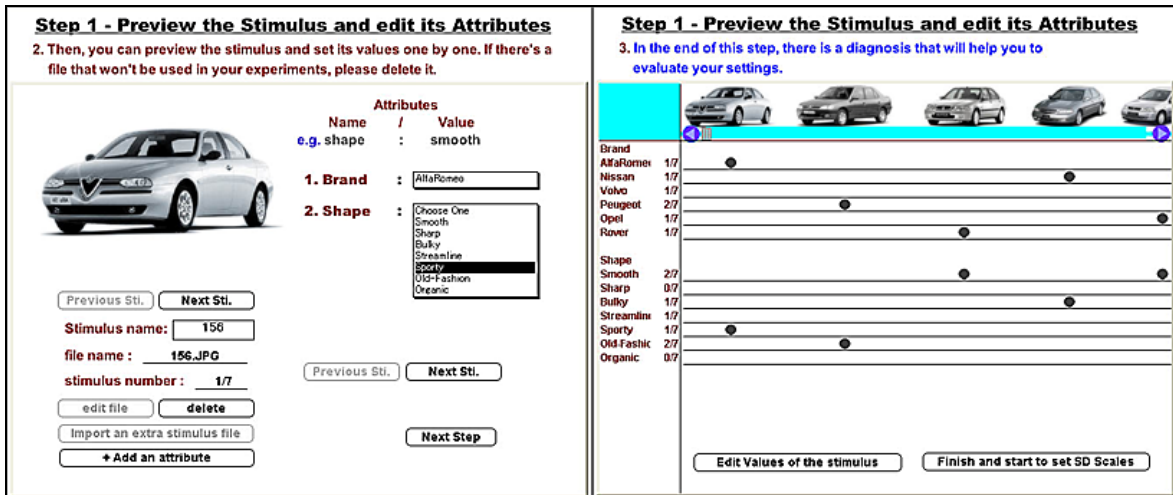 Step 1 - Preview the Stimulus and edit its Attributes
2. Then, you can preview the stimulus and set its values one by one. If there's a
file that won't be used in your experiments, please delete it.
Attributes
Name / Value
e.g. shape : smooth
1. Brand : AlfaRomeo
2. Shape : Choose One
Smooth
Sharp
Bulky
Streamline
Sporty
Old-Fashion
Organic
Previous Sti. Next Sti.
Stimulus name: 156
file name : 156.JPG
stimulus number : 1/7
edit file delete
Import an extra stimulus file
+ Add an attribute
Previous Sti. Next Sti.
Next Step
Step 1 - Preview the Stimulus and edit its Attributes
3. In the end of this step, there is a diagnosis that will help you to
evaluate your settings.
Brand
AlfaRomec 1/7
Nissan 1/7
Volvo 1/7
Peugeot 2/7
Opel 1/7
Rover 1/7
Shape
Smooth 2/7
Sharp 0/7
Bulky 1/7
Streamline 1/7
Sporty 1/7
Old-Fashic 2/7
Organic 0/7
Edit Values of the stimulus Finish and start to set SD Scales